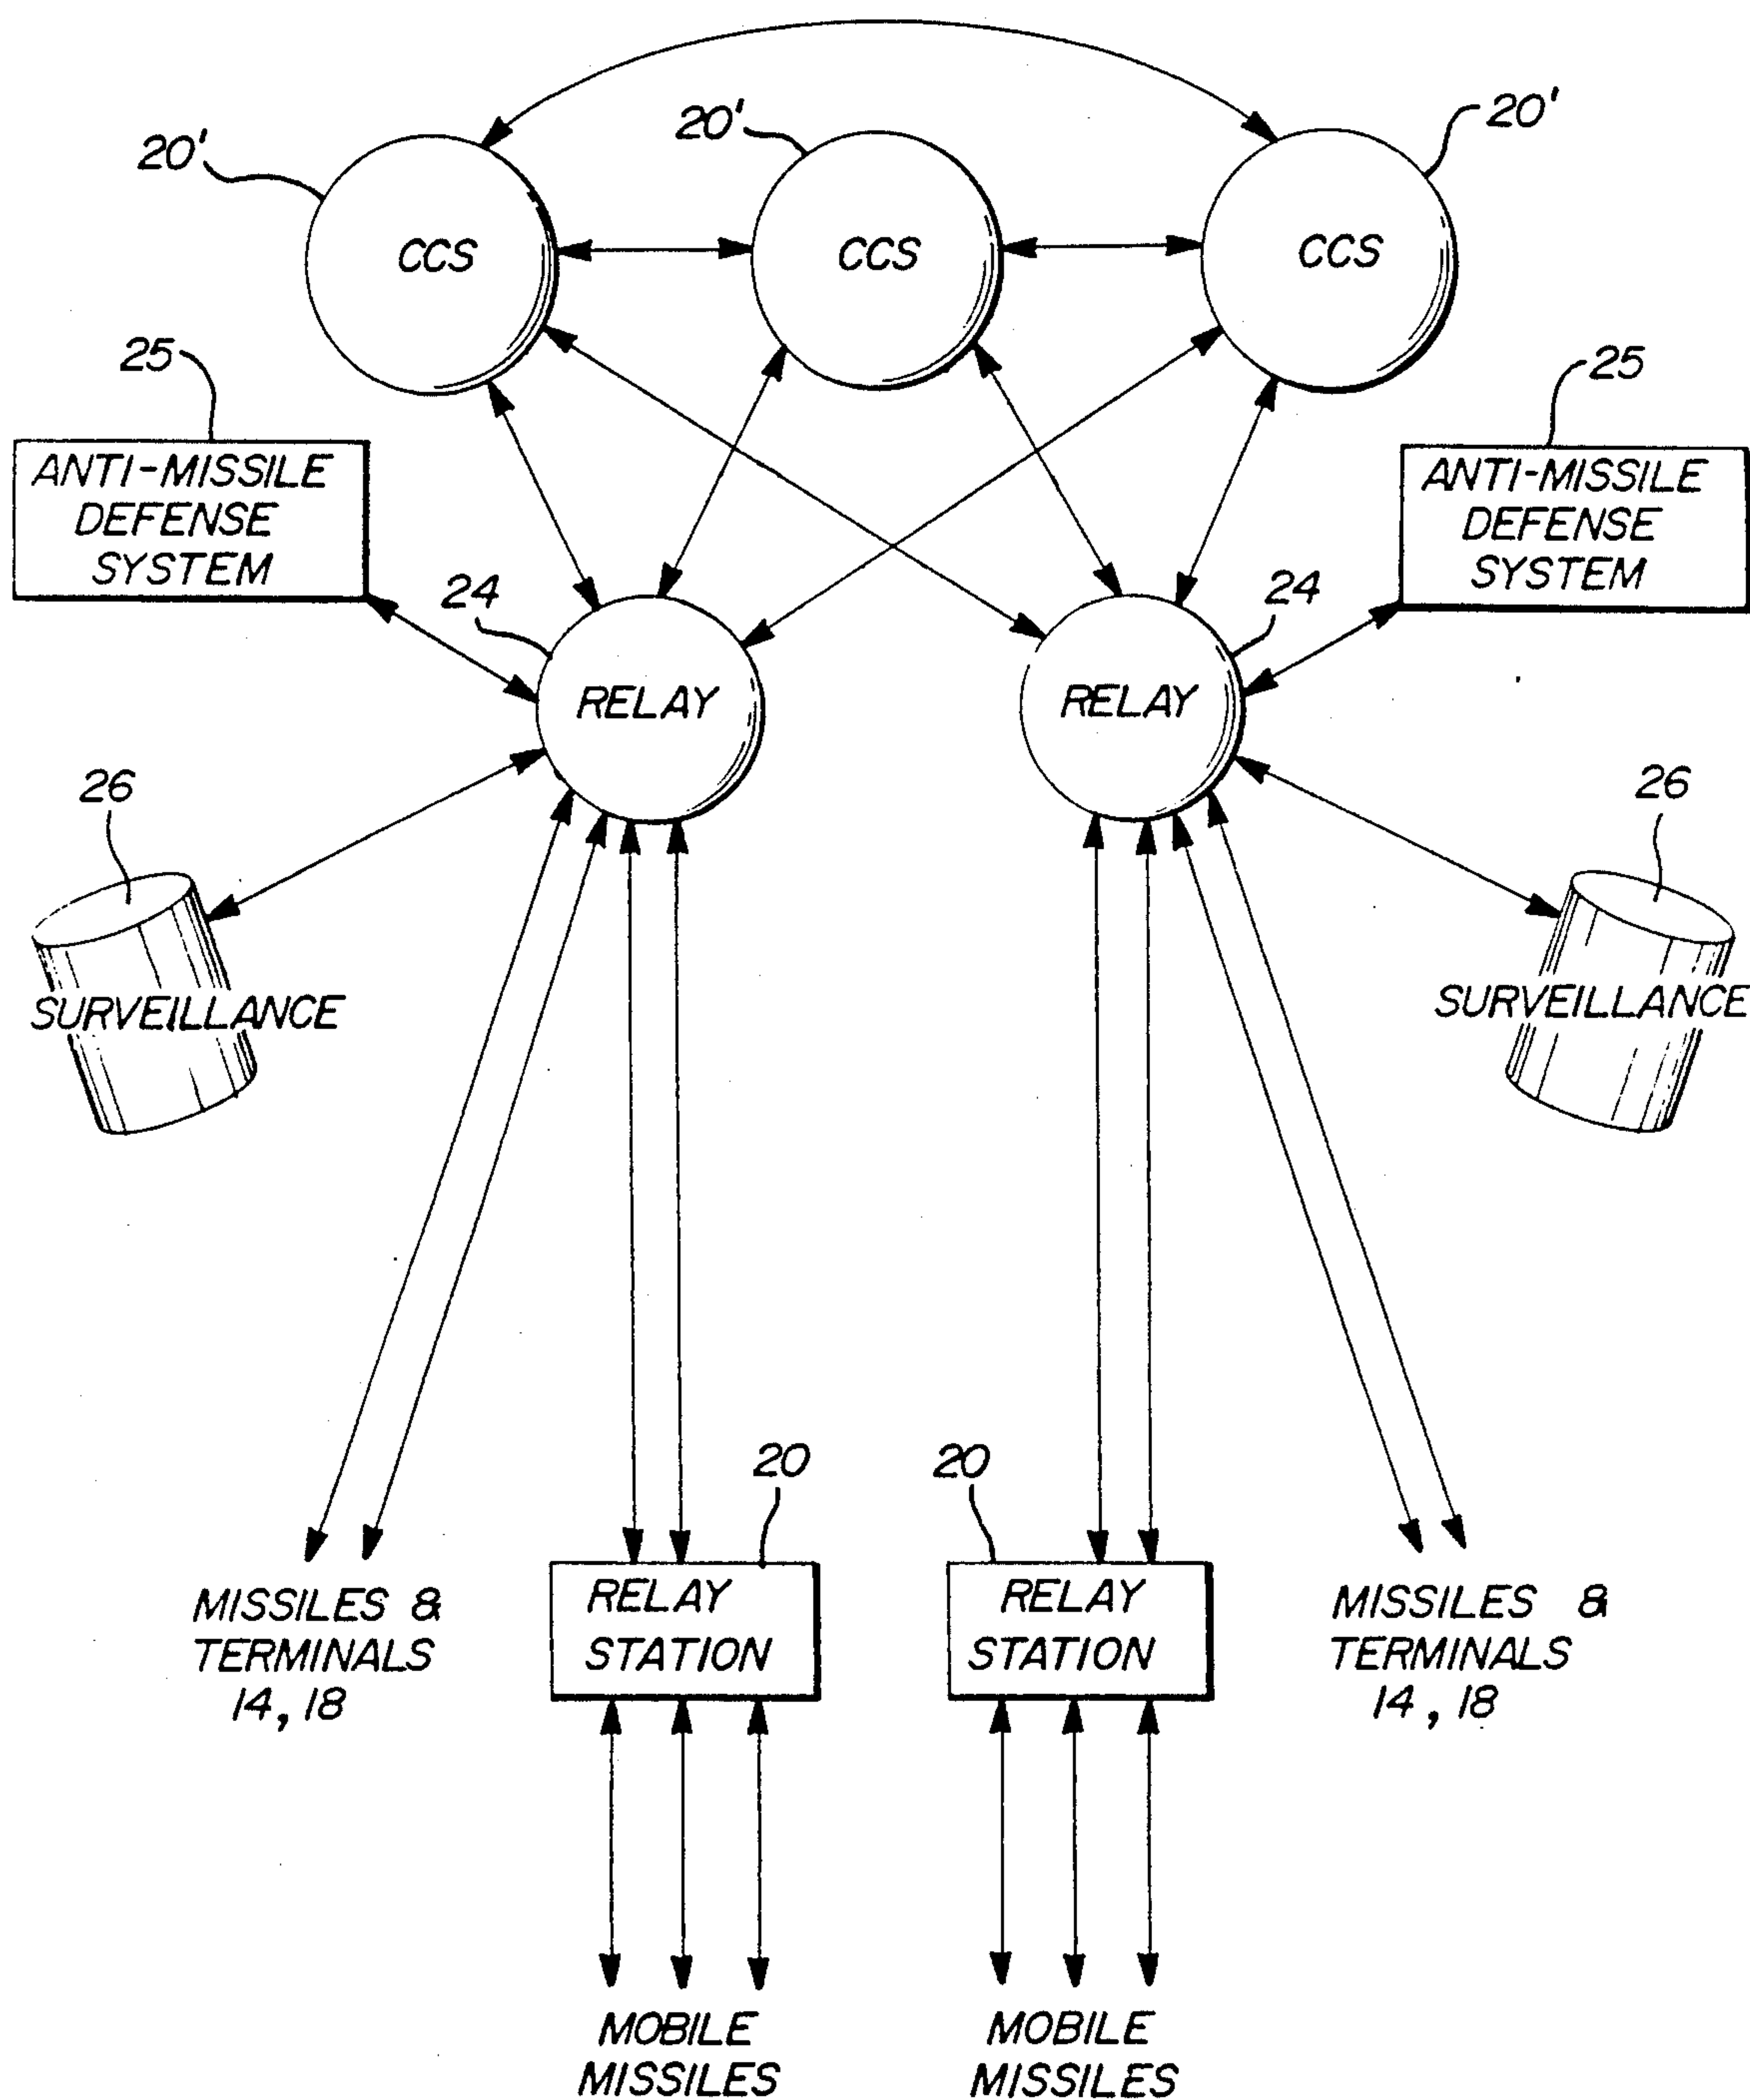 20'
20'
20'
CCS
CCS
CCS
25
25
ANTI-MISSILE
DEFENSE
SYSTEM
ANTI-MISSILE
DEFENSE
SYSTEM
24
24
RELAY
RELAY
26
26
SURVEILLANCE
SURVEILLANCE
20
20
MISSILES &
TERMINALS
14, 18
RELAY
STATION
RELAY
STATION
MISSILES &
TERMINALS
14, 18
MOBILE
MISSILES
MOBILE
MISSILES